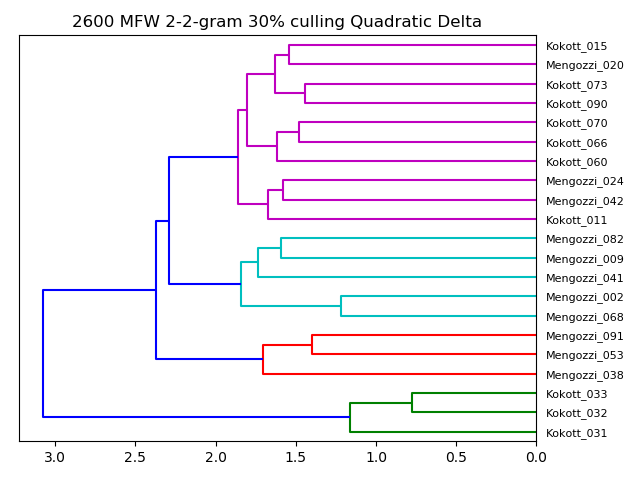 2600 MFW 2-2-gram 30% culling Quadratic Delta
Kokott_015
Mengozzi_020
Kokott_073
Kokott_090
Kokott_070
Kokott_066
Kokott_060
Mengozzi_024
Mengozzi_042
Kokott_011
Mengozzi_082
Mengozzi_009
Mengozzi_041
Mengozzi_002
Mengozzi_068
Mengozzi_091
Mengozzi_053
Mengozzi_038
Kokott_033
Kokott_032
Kokott_031
3.0 2.5 2.0 1.5 1.0 0.5 0.0